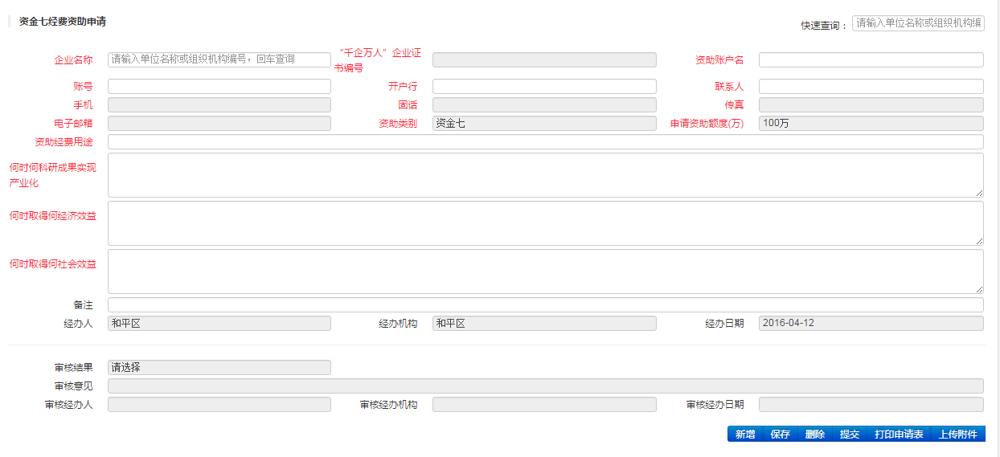 资金七经费资助申请
快速查询： 请输入单位名称或组织机构编
企业名称 请输入单位名称或组织机构编号，回车查询 “千企万人”企业证
书编号 资助账户名
账号 开户行 联系人
手机 固话 传真
电子邮箱 资助类别 资金七 申请资助额度(万) 100万
资助经费用途
何时何科研成果实现
产业化
何时取得何经济效益
何时取得何社会效益
备注
经办人 和平区 经办机构 和平区 经办日期 2016-04-12
审核结果 请选择
审核意见
审核经办人 审核经办机构 审核经办日期
新增 保存 删除 提交 打印申请表 上传附件